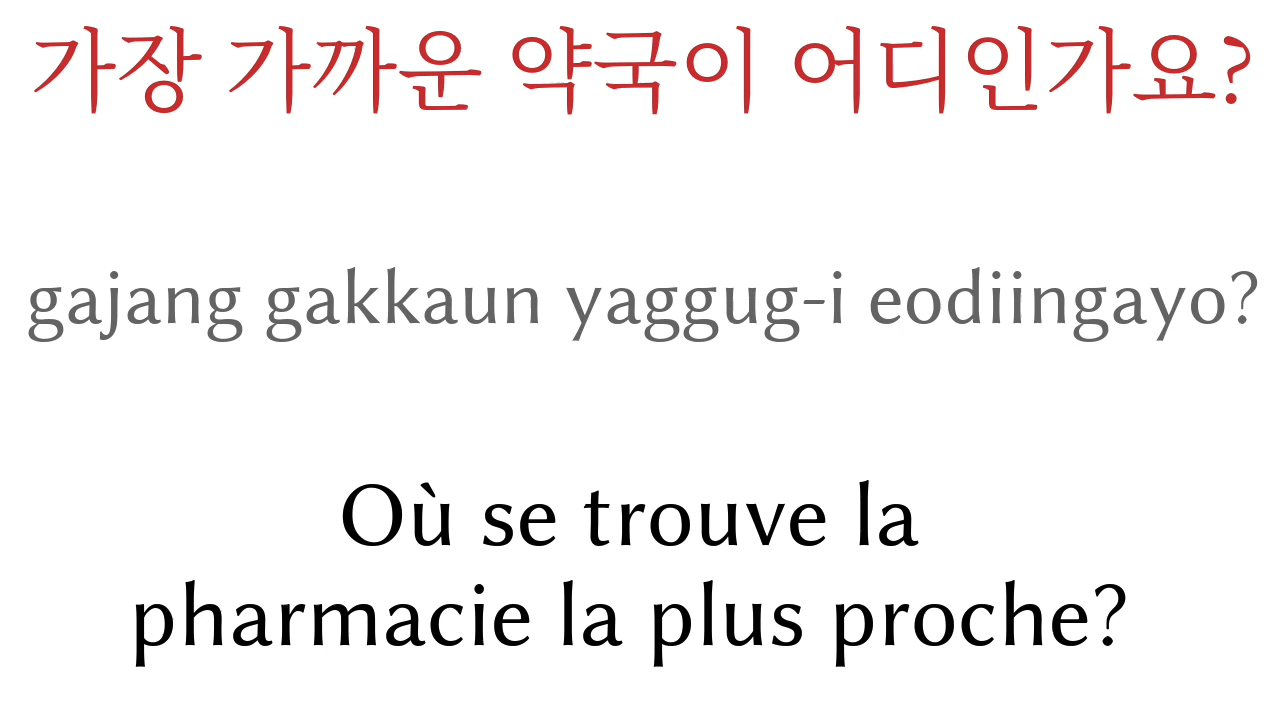 가장 가까운 약국이 어디인가요?
gajang gakkaun yaggug-i eodiingayo?
Où se trouve la
pharmacie la plus proche?